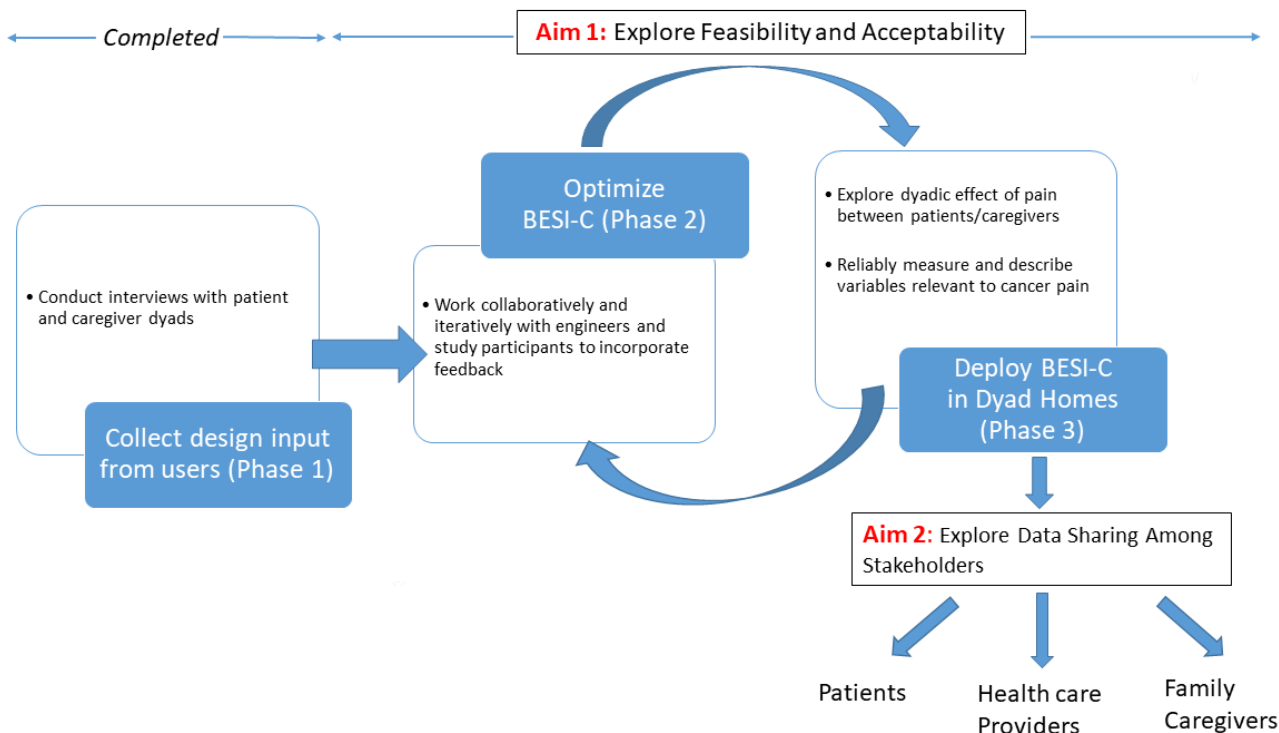 Completed
Aim 1: Explore Feasibility and Acceptability
• Conduct interviews with patient
and caregiver dyads
Collect design input
from users (Phase 1)
Optimize
BESI-C (Phase 2)
• Work collaboratively and
iteratively with engineers and
study participants to incorporate
feedback
• Explore dyadic effect of pain
between patients/caregivers
• Reliably measure and describe
variables relevant to cancer pain
Deploy BESI-C
in Dyad Homes
(Phase 3)
Aim 2: Explore Data Sharing Among
Stakeholders
Patients
Health care
Providers
Family
Caregivers